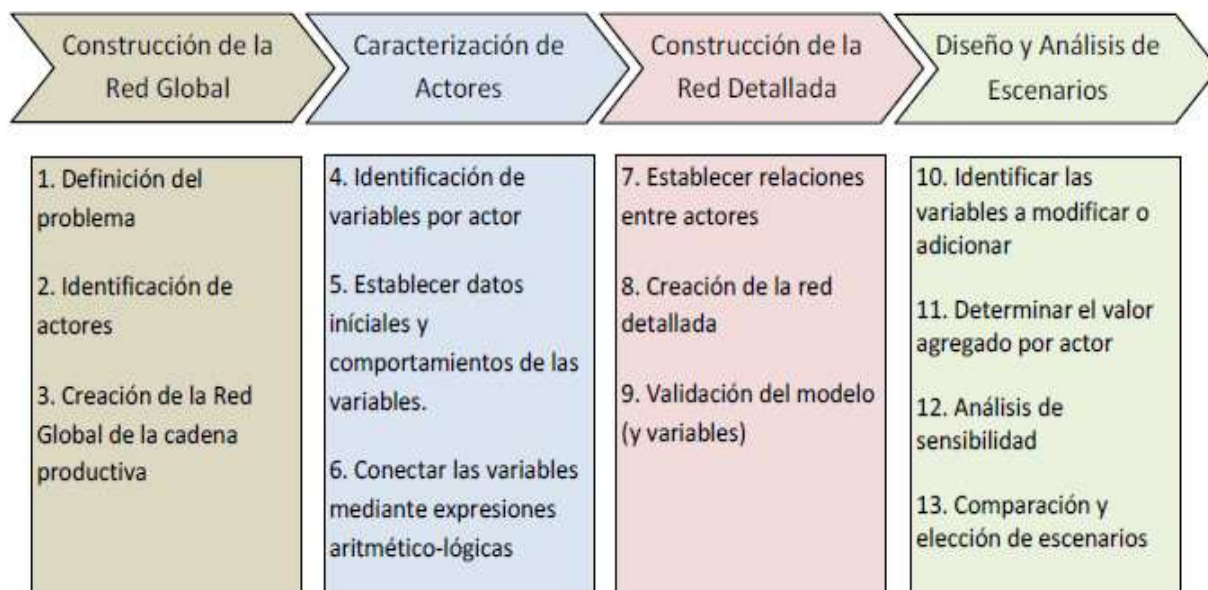 Construcción de la
Red Global
Caracterización de
Actores
Construcción de la
Red Detallada
Diseño y Análisis de
Escenarios
1. Definición del
problema
2. Identificación de
actores
3. Creación de la Red
Global de la cadena
productiva
4. Identificación de
variables por actor
5. Establecer datos
iníciales y
comportamientos de las
variables.
6. Conectar las variables
mediante expresiones
aritmético-lógicas
7. Establecer relaciones
entre actores
8. Creación de la red
detallada
9. Validación del modelo
(y variables)
10. Identificar las
variables a modificar o
adicionar
11. Determinar el valor
agregado por actor
12. Análisis de
sensibilidad
13. Comparación y
elección de escenarios